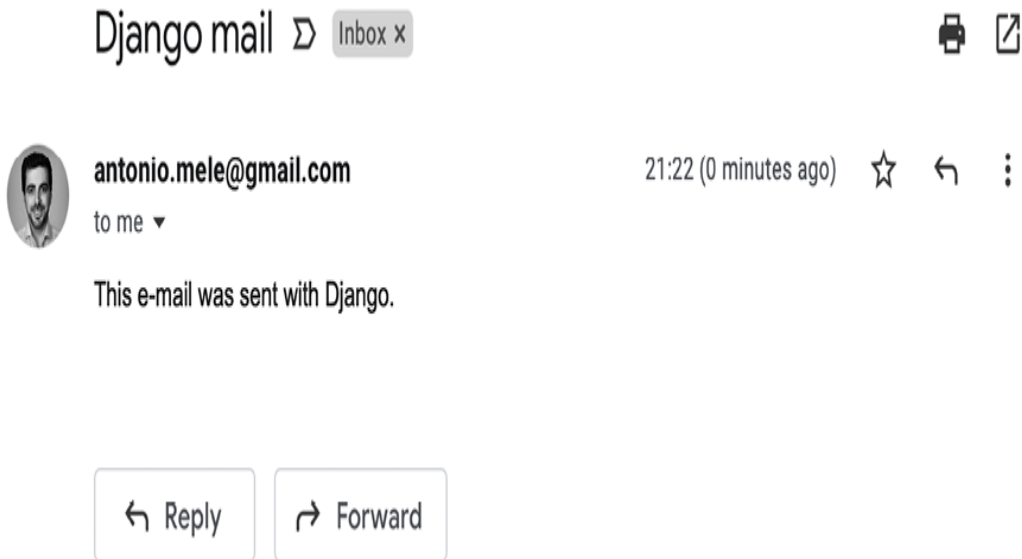 Django mail Inbox ×
antonio.mele@gmail.com 21:22 (0 minutes ago)
to me
This e-mail was sent with Django.
Reply Forward